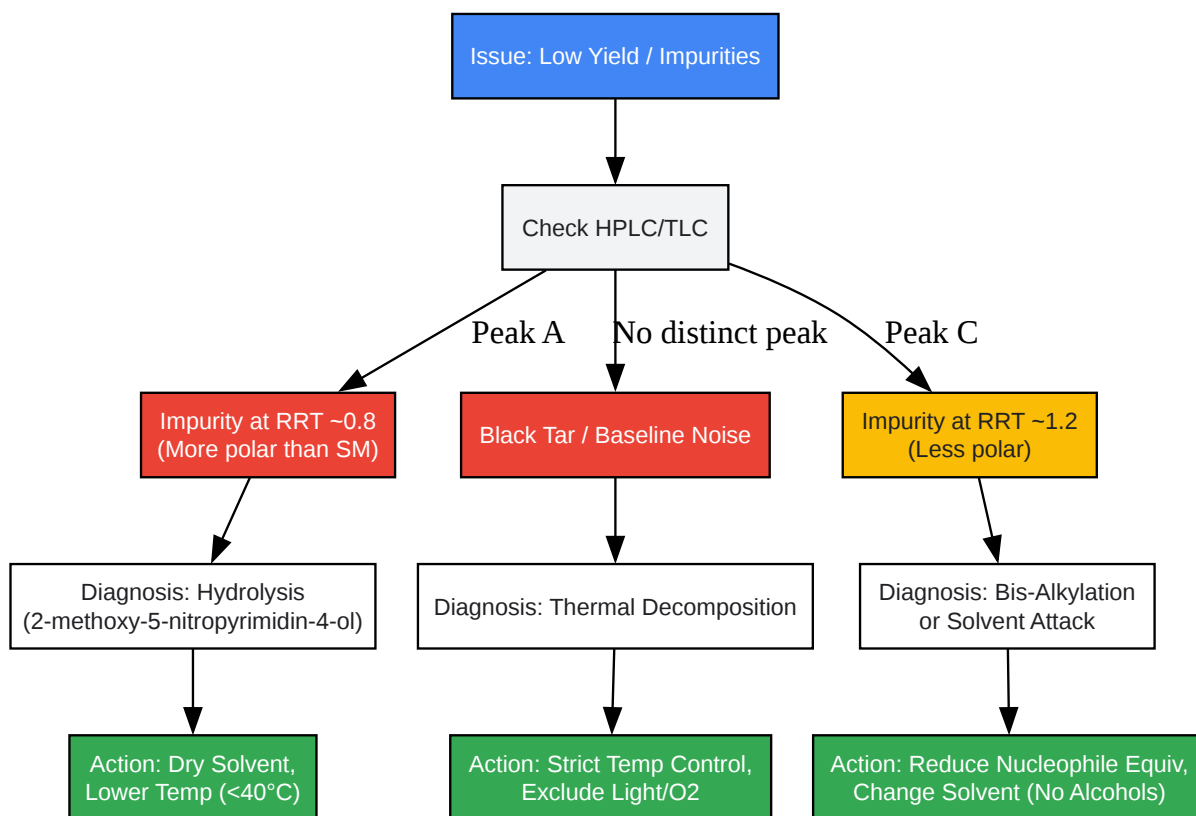 Issue: Low Yield / Impurities
Check HPLC/TLC
Peak A
No distinct peak
Peak C
Impurity at RRT ~0.8
(More polar than SM)
Black Tar / Baseline Noise
Impurity at RRT ~1.2
(Less polar)
Diagnosis: Hydrolysis
(2-methoxy-5-nitropyrimidin-4-ol)
Diagnosis: Thermal Decomposition
Diagnosis: Bis-Alkylation
or Solvent Attack
Action: Dry Solvent,
Lower Temp (<40°C)
Action: Strict Temp Control,
Exclude Light/O2
Action: Reduce Nucleophile Equiv,
Change Solvent (No Alcohols)